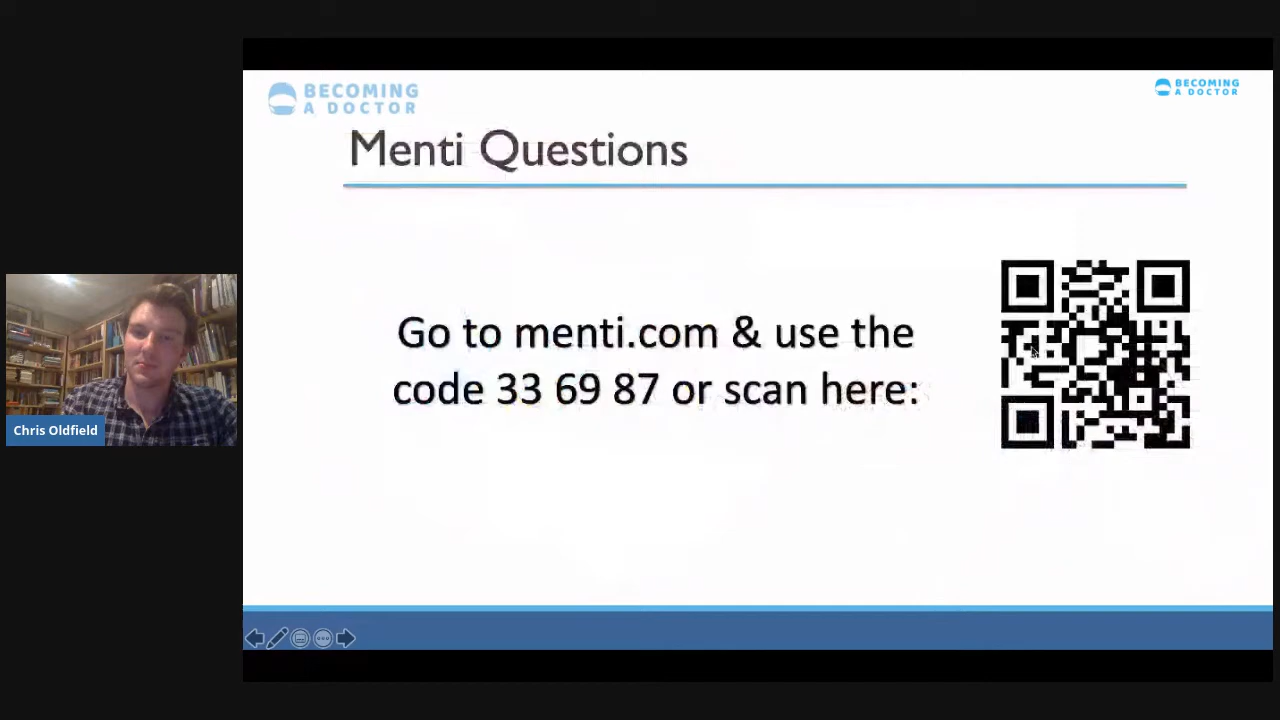 BECOMING
A DOCTOR
BECOMING
A DOCTOR
Menti Questions
Go to menti.com & use the
code 33 69 87 or scan here:
Chris Oldfield